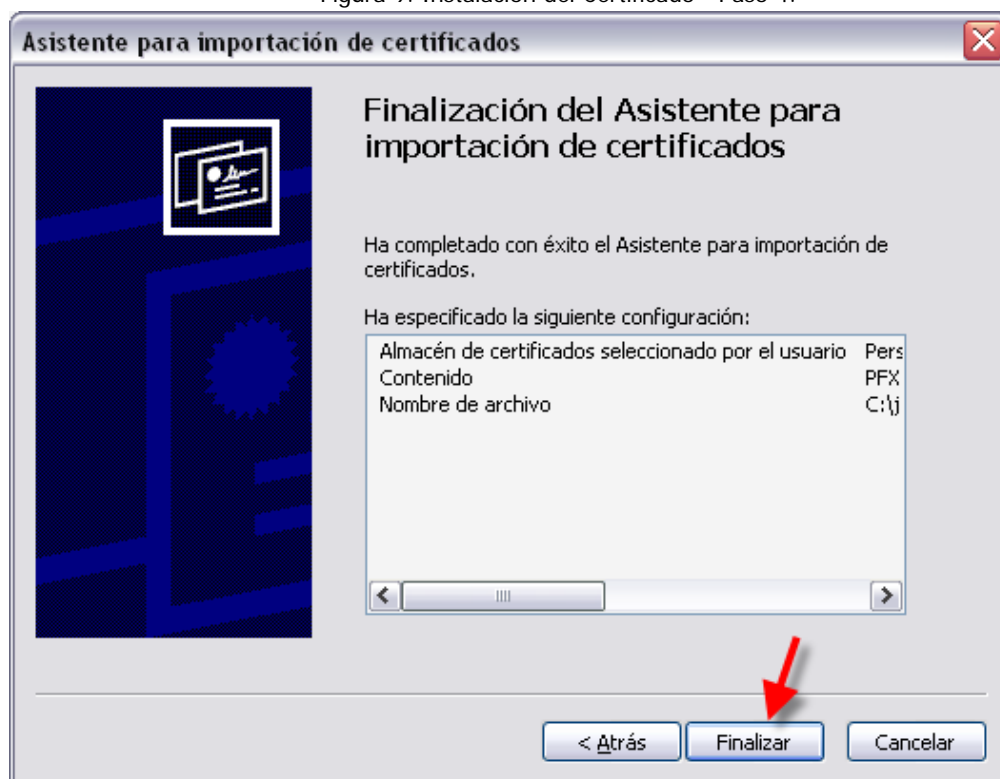 Asistente para importación de certificados
Finalización del Asistente para
importación de certificados
Ha completado con éxito el Asistente para importación de
certificados.
Ha especificado la siguiente configuración:
Almacén de certificados seleccionado por el usuario Pers
Contenido PFX
Nombre de archivo C:\j
< Atrás Finalizar Cancelar